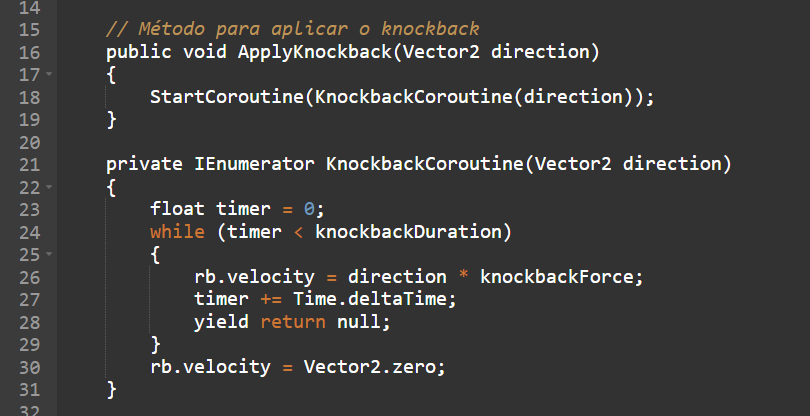 14
15 // Método para aplicar o knockback
16 public void ApplyKnockback(Vector2 direction)
17 {
18 StartCoroutine(KnockbackCoroutine(direction));
19 }
20
21 private IEnumerator KnockbackCoroutine(Vector2 direction)
22 {
23 float timer = 0;
24 while (timer < knockbackDuration)
25 {
26 rb.velocity = direction * knockbackForce;
27 timer += Time.deltaTime;
28 yield return null;
29 }
30 rb.velocity = Vector2.zero;
31 }
32